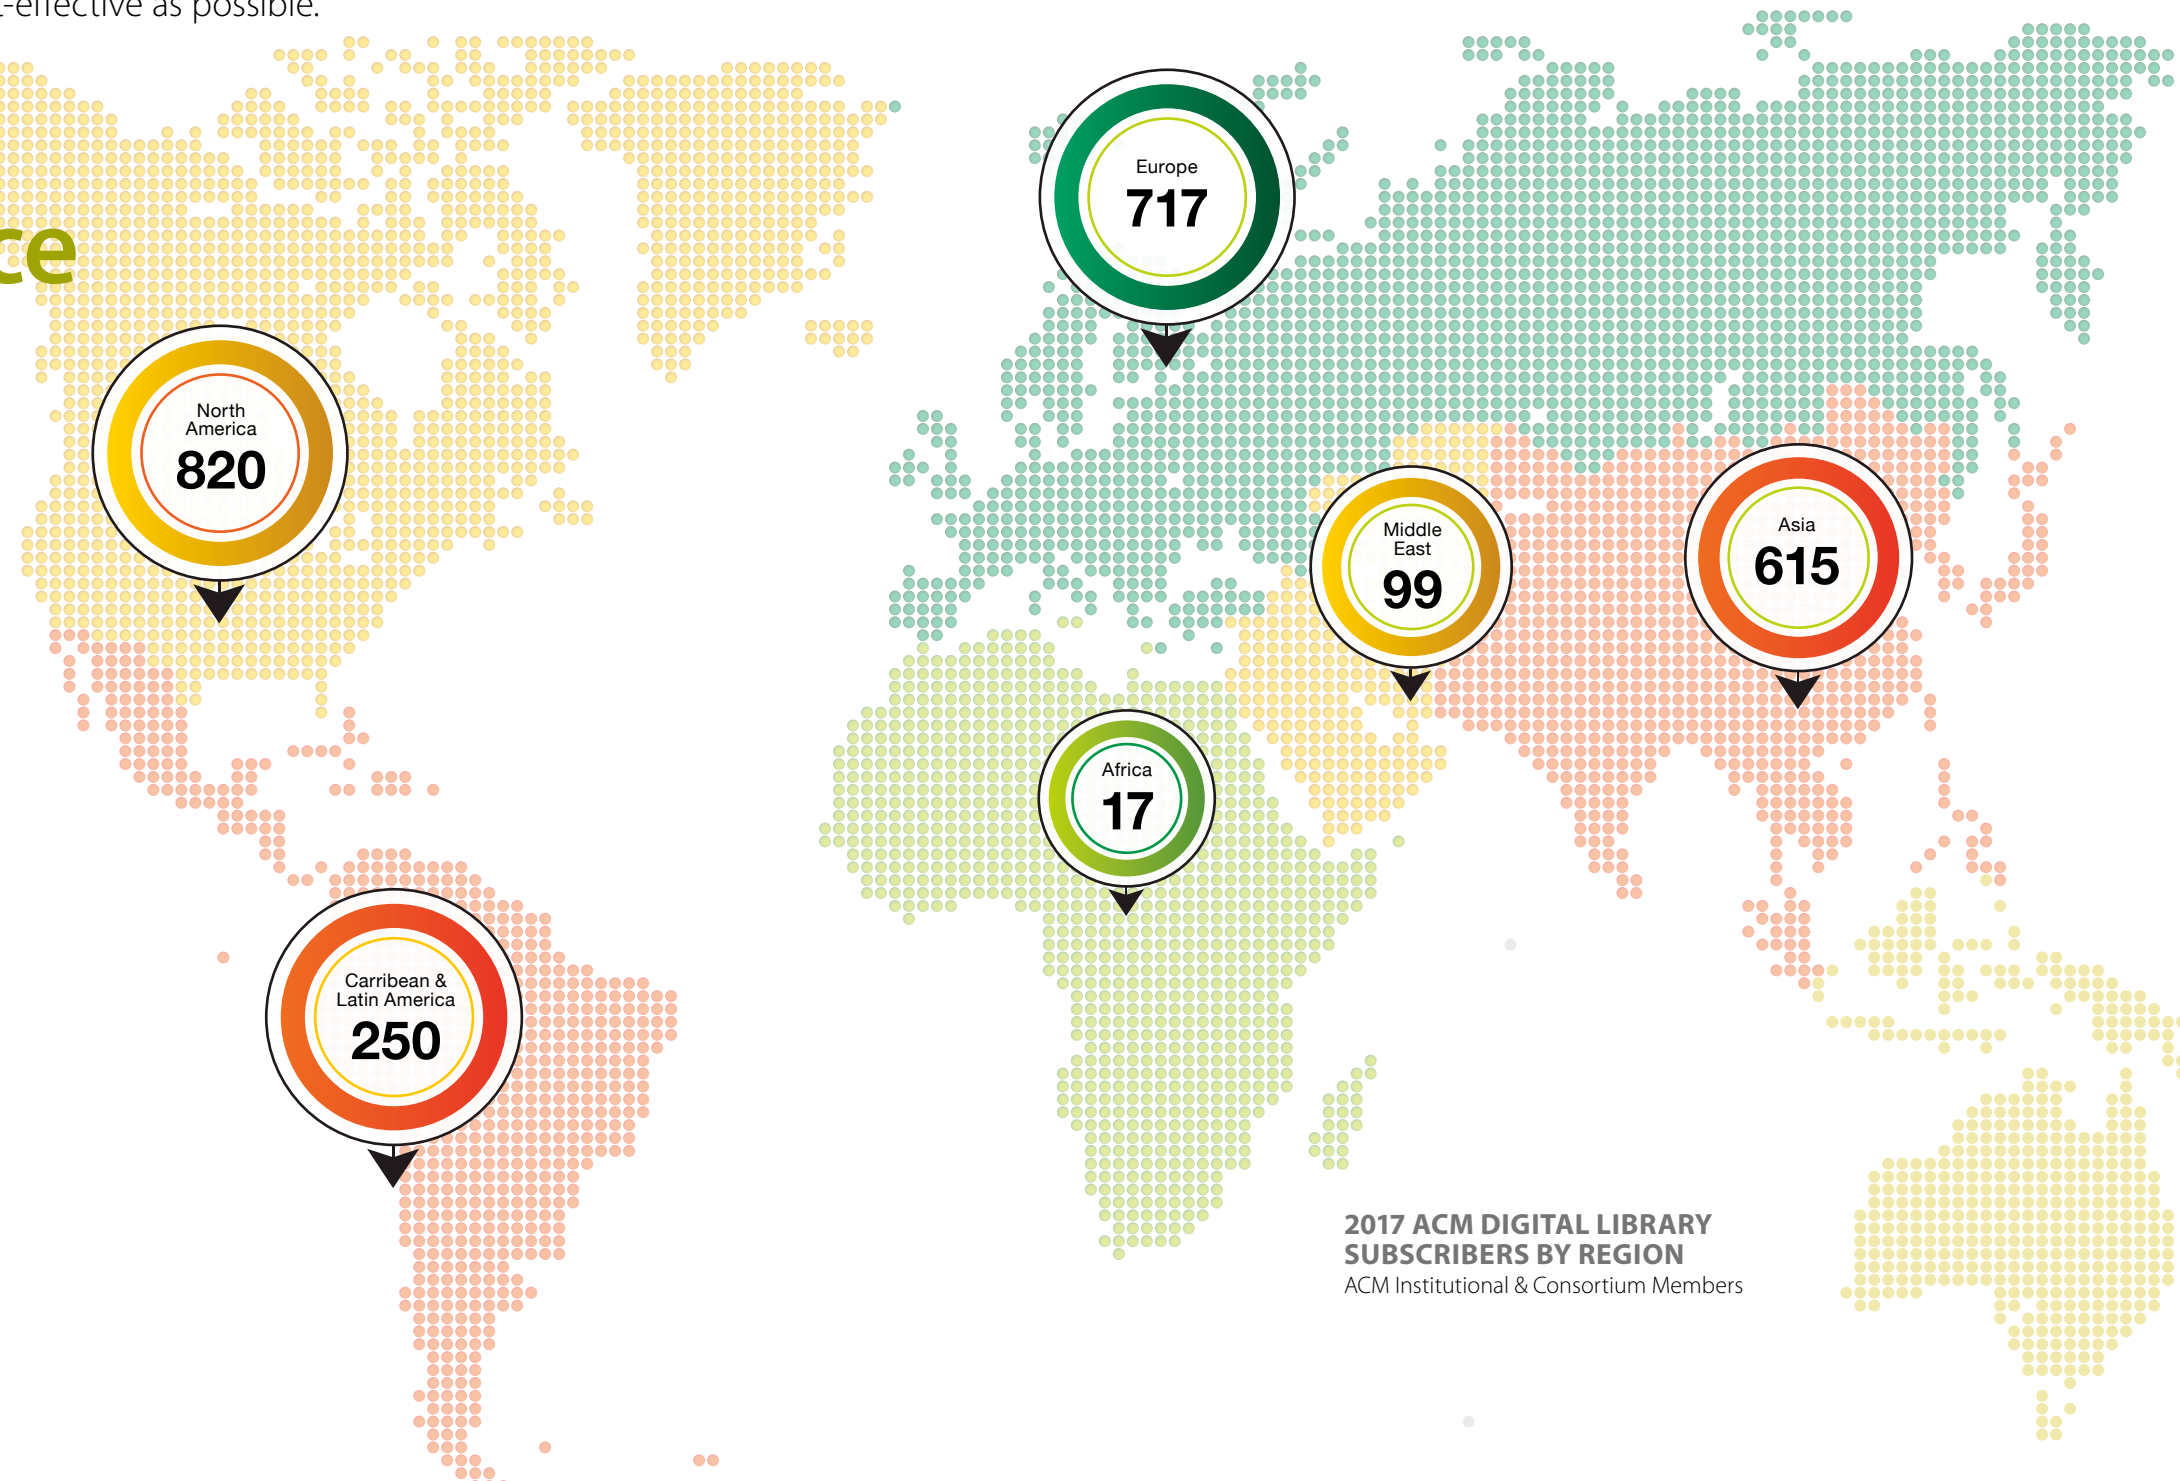 -effective as possible.
ce
Europe
717
North
America
820
Middle
East
99
Asia
615
Africa
17
Carribean &
Latin America
250
2017 ACM DIGITAL LIBRARY
SUBSCRIBERS BY REGION
ACM Institutional & Consortium Members